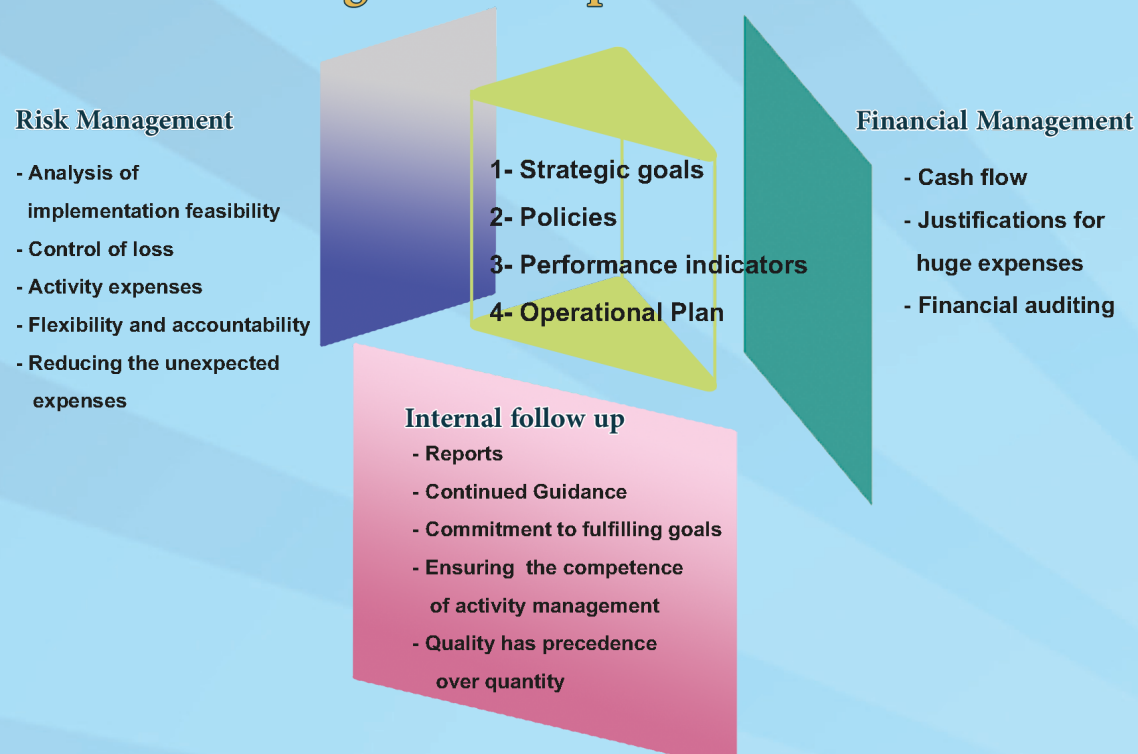 Risk Management
- Analysis of
implementation feasibility
- Control of loss
- Activity expenses
- Flexibility and accountability
- Reducing the unexpected
expenses
1- Strategic goals
2- Policies
3- Performance indicators
4- Operational Plan
Financial Management
- Cash flow
- Justifications for
huge expenses
- Financial auditing
Internal follow up
- Reports
- Continued Guidance
- Commitment to fulfilling goals
- Ensuring the competence
of activity management
- Quality has precedence
over quantity